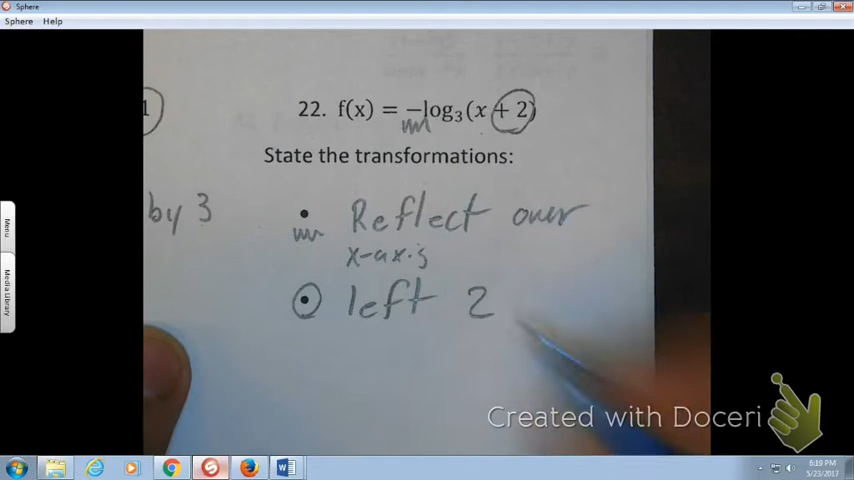 Sphere
Sphere Help
1
22. f(x) = −log₃(x + 2)
State the transformations:
by 3
• Reflect over
x-axis
• left 2
Menu
Media Library
Created with Doceri
6:19 PM
5/23/2017